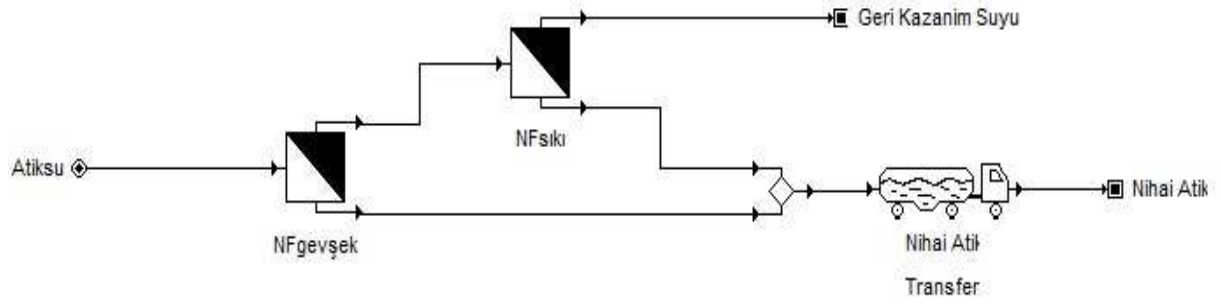 Geri Kazanim Suyu
NFsıkı
Atiksu
NFgevşek
Nihai Atik
Nihai Atik
Transfer